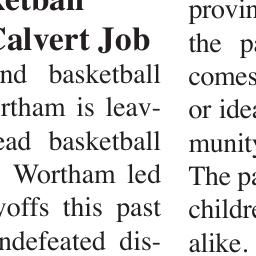 ketball
Calvert Job
nd basketball
rtham is leav-
ead basketball
Wortham led
yoffs this past
ndefeated dis-
provin
the pa
comes
or idea
munity
The pa
childre
alike.